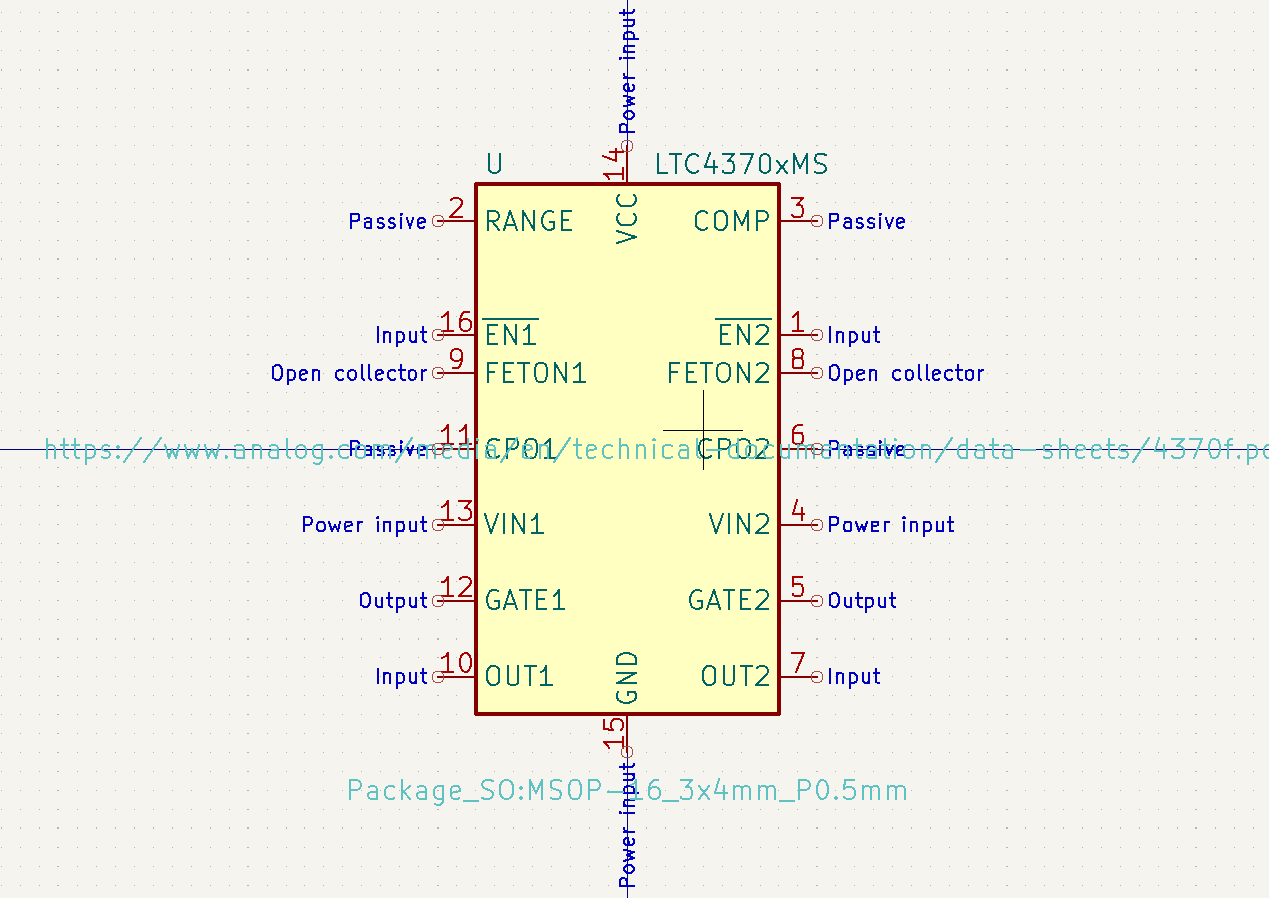 Power input
14
U
LTC4370xMS
VCC
Passive 2 RANGE
COMP 3 Passive
Input 16 EN1
EN2 1 Input
Open collector 9 FETON1
FETON2 8 Open collector
https://www.analog.com/media/en/technical-documentation/data-sheets/4370f.pd
Passive 11 CPO1
CPO2 6 Passive
Power input 13 VIN1
VIN2 4 Power input
Output 12 GATE1
GATE2 5 Output
Input 10 OUT1
OUT2 7 Input
GND
15
Power input
Package_SO:MSOP-16_3x4mm_P0.5mm